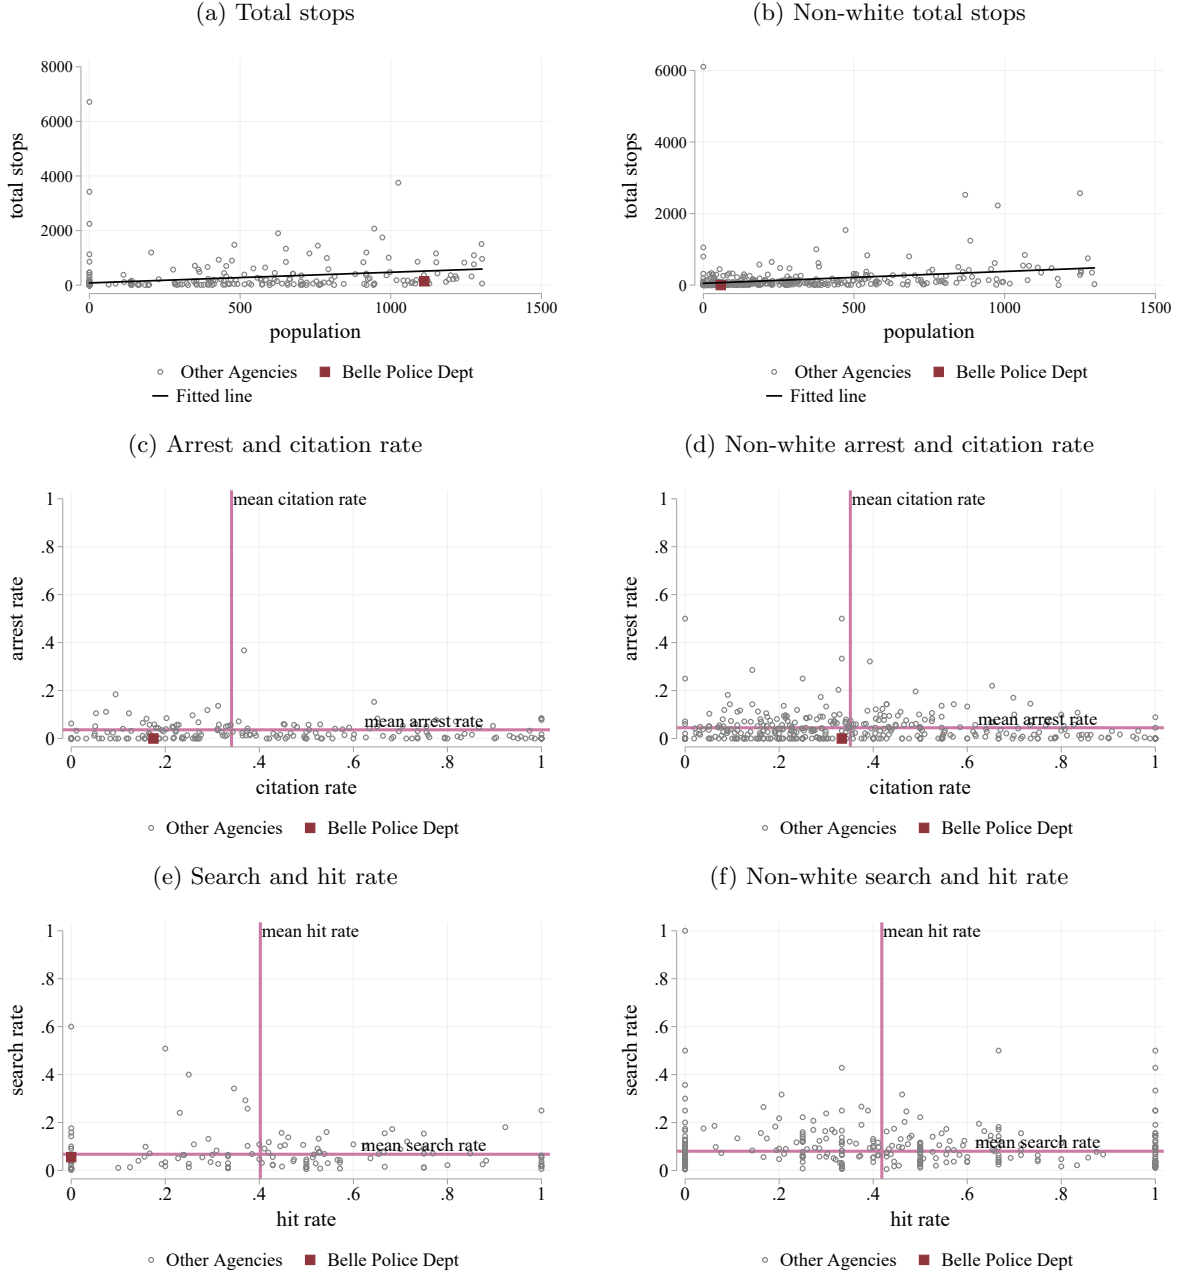 (a) Total stops
(b) Non-white total stops
8000
6000
4000
2000
0
total stops
0 500 1000 1500
population
Other Agencies Belle Police Dept
Fitted line
6000
4000
2000
0
total stops
0 500 1000 1500
population
Other Agencies Belle Police Dept
Fitted line
(c) Arrest and citation rate
(d) Non-white arrest and citation rate
1
.8
.6
.4
.2
0
arrest rate
mean citation rate
mean arrest rate
0 .2 .4 .6 .8 1
citation rate
Other Agencies Belle Police Dept
1
.8
.6
.4
.2
0
arrest rate
mean citation rate
mean arrest rate
0 .2 .4 .6 .8 1
citation rate
Other Agencies Belle Police Dept
(e) Search and hit rate
(f) Non-white search and hit rate
1
.8
.6
.4
.2
0
search rate
mean hit rate
mean search rate
0 .2 .4 .6 .8 1
hit rate
Other Agencies Belle Police Dept
1
.8
.6
.4
.2
0
search rate
mean hit rate
mean search rate
0 .2 .4 .6 .8 1
hit rate
Other Agencies Belle Police Dept